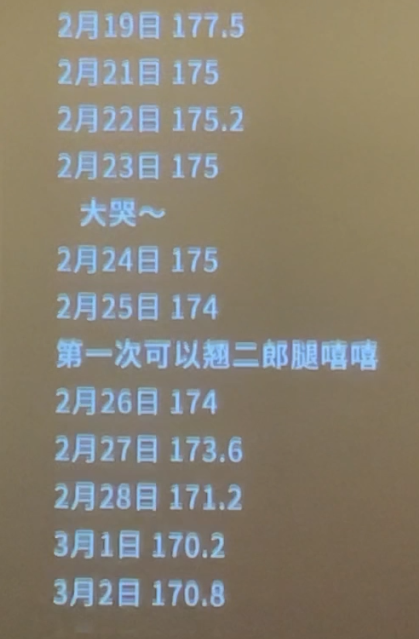 2月19日 177.5
2月21日 175
2月22日 175.2
2月23日 175
大哭～
2月24日 175
2月25日 174
第一次可以翹二郎腿嘻嘻
2月26日 174
2月27日 173.6
2月28日 171.2
3月1日 170.2
3月2日 170.8